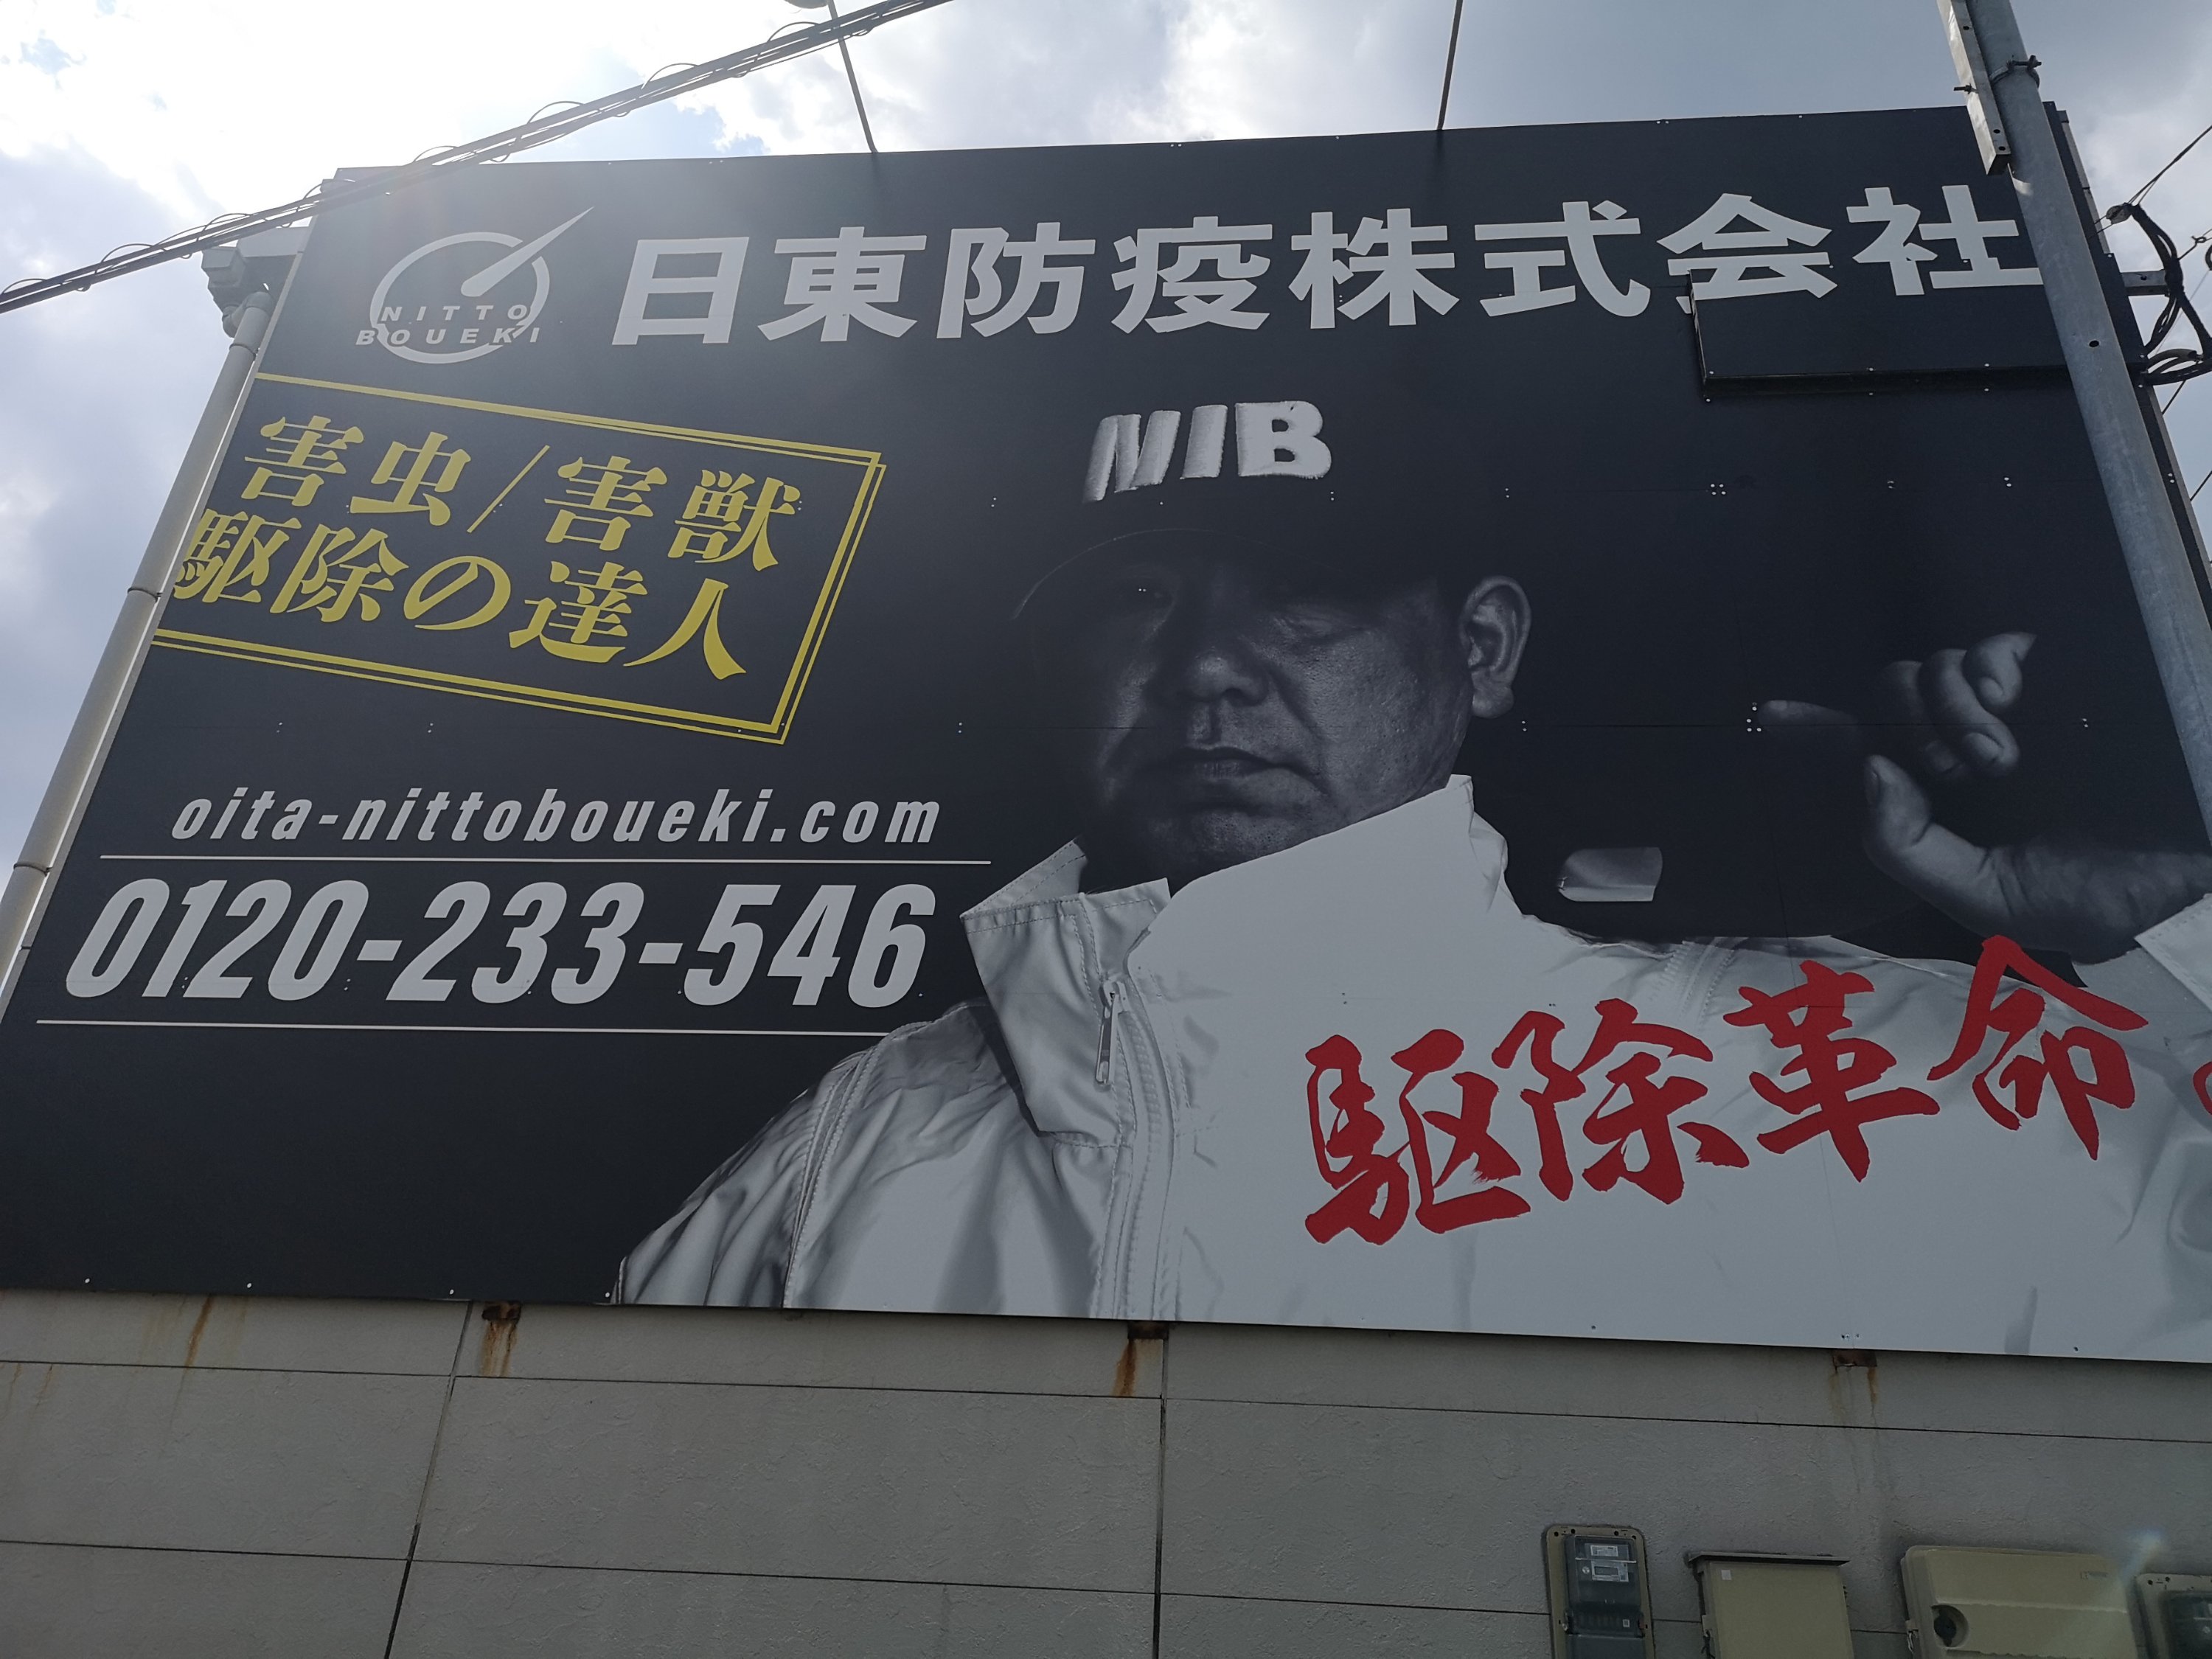 NITTO
BOUEKI
日東防疫株式会社
NIB
害虫/害獣
駆除の達人
oita-nittoboueki.com
0120-233-546
駆除革命